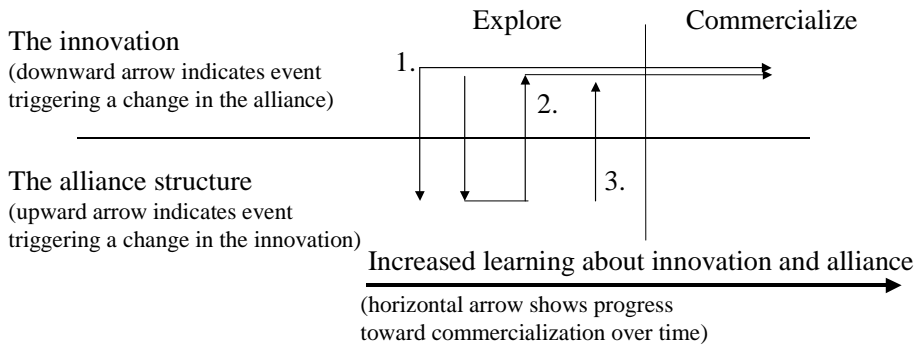 Explore
Commercialize
The innovation
(downward arrow indicates event
triggering a change in the alliance)
1.
2.
The alliance structure
(upward arrow indicates event
triggering a change in the innovation)
3.
Increased learning about innovation and alliance
(horizontal arrow shows progress
toward commercialization over time)